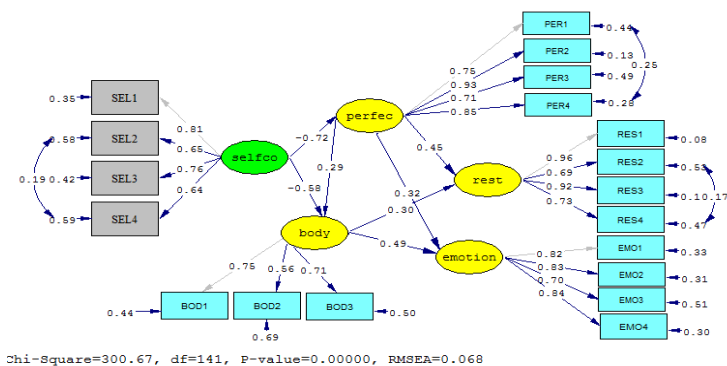 PER1
0.44
PER2
0.13
0.25
PER3
0.49
PER4
0.28
0.75
0.93
0.71
0.85
0.35
SEL1
0.58
SEL2
0.19
0.42
SEL3
0.59
SEL4
0.81
0.65
0.76
0.64
selfco
-0.72
-0.58
perfec
0.29
0.45
0.32
body
0.30
0.49
rest
emotion
RES1
0.08
RES2
0.53
RES3
0.10
0.17
RES4
0.47
0.96
0.69
0.92
0.73
EMO1
0.33
EMO2
0.31
EMO3
0.51
EMO4
0.30
0.82
0.83
0.70
0.84
0.75
0.56
0.71
0.44
BOD1
BOD2
BOD3
0.50
0.69
Chi-Square=300.67, df=141, P-value=0.00000, RMSEA=0.068